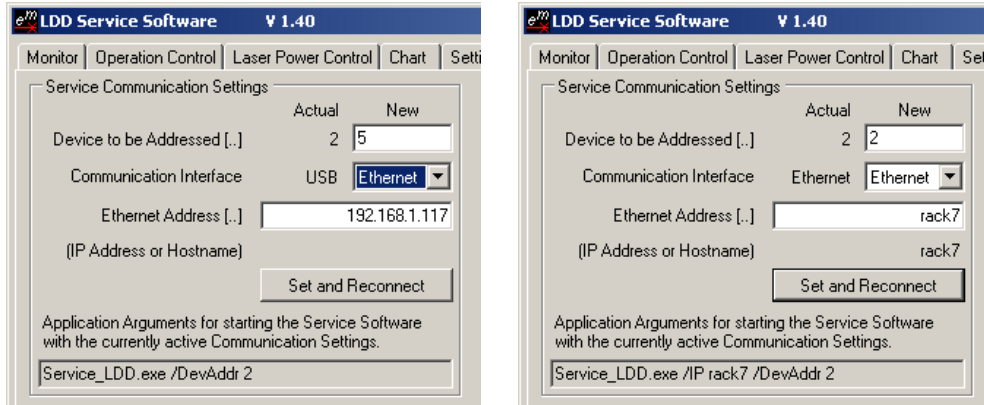 em LDD Service Software V 1.40
Monitor Operation Control Laser Power Control Chart Setti
Service Communication Settings
Actual New
Device to be Addressed [..] 2 5
Communication Interface USB Ethernet
Ethernet Address [..] 192.168.1.117
(IP Address or Hostname)
Set and Reconnect
Application Arguments for starting the Service Software
with the currently active Communication Settings.
Service_LDD.exe /DevAddr 2
em LDD Service Software V 1.40
Monitor Operation Control Laser Power Control Chart Set
Service Communication Settings
Actual New
Device to be Addressed [..] 2 2
Communication Interface Ethernet Ethernet
Ethernet Address [..] rack7
(IP Address or Hostname) rack7
Set and Reconnect
Application Arguments for starting the Service Software
with the currently active Communication Settings.
Service_LDD.exe /IP rack7 /DevAddr 2